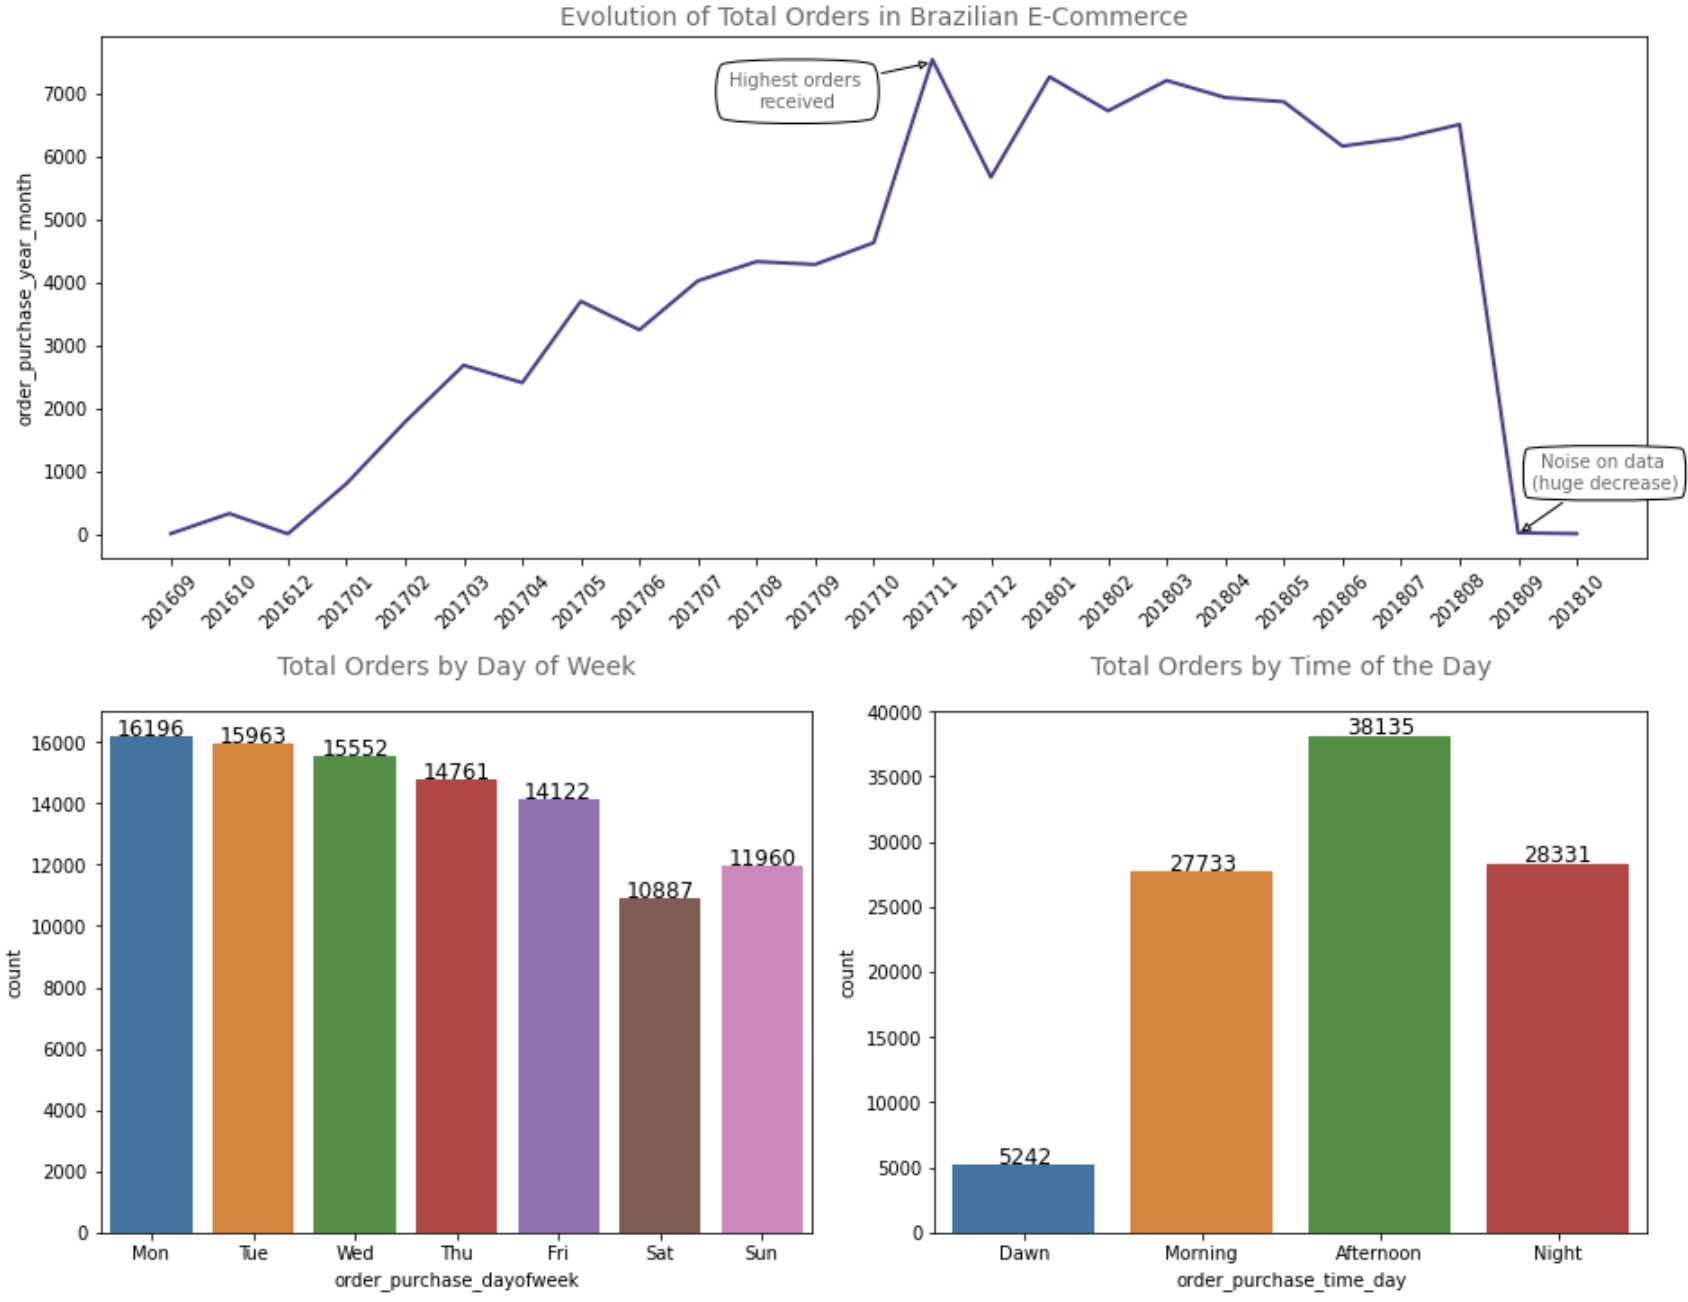 Evolution of Total Orders in Brazilian E-Commerce
order_purchase_year_month
7000
6000
5000
4000
3000
2000
1000
0
Highest orders
received
Noise on data
(huge decrease)
201609
201610
201612
201701
201702
201703
201704
201705
201706
201707
201708
201709
201710
201711
201712
201801
201802
201803
201804
201805
201806
201807
201808
201809
201810
Total Orders by Day of Week
count
16000
14000
12000
10000
8000
6000
4000
2000
0
16196
15963
15552
14761
14122
10887
11960
Mon
Tue
Wed
Thu
Fri
Sat
Sun
order_purchase_dayofweek
Total Orders by Time of the Day
count
40000
35000
30000
25000
20000
15000
10000
5000
0
5242
27733
38135
28331
Dawn
Morning
Afternoon
Night
order_purchase_time_day